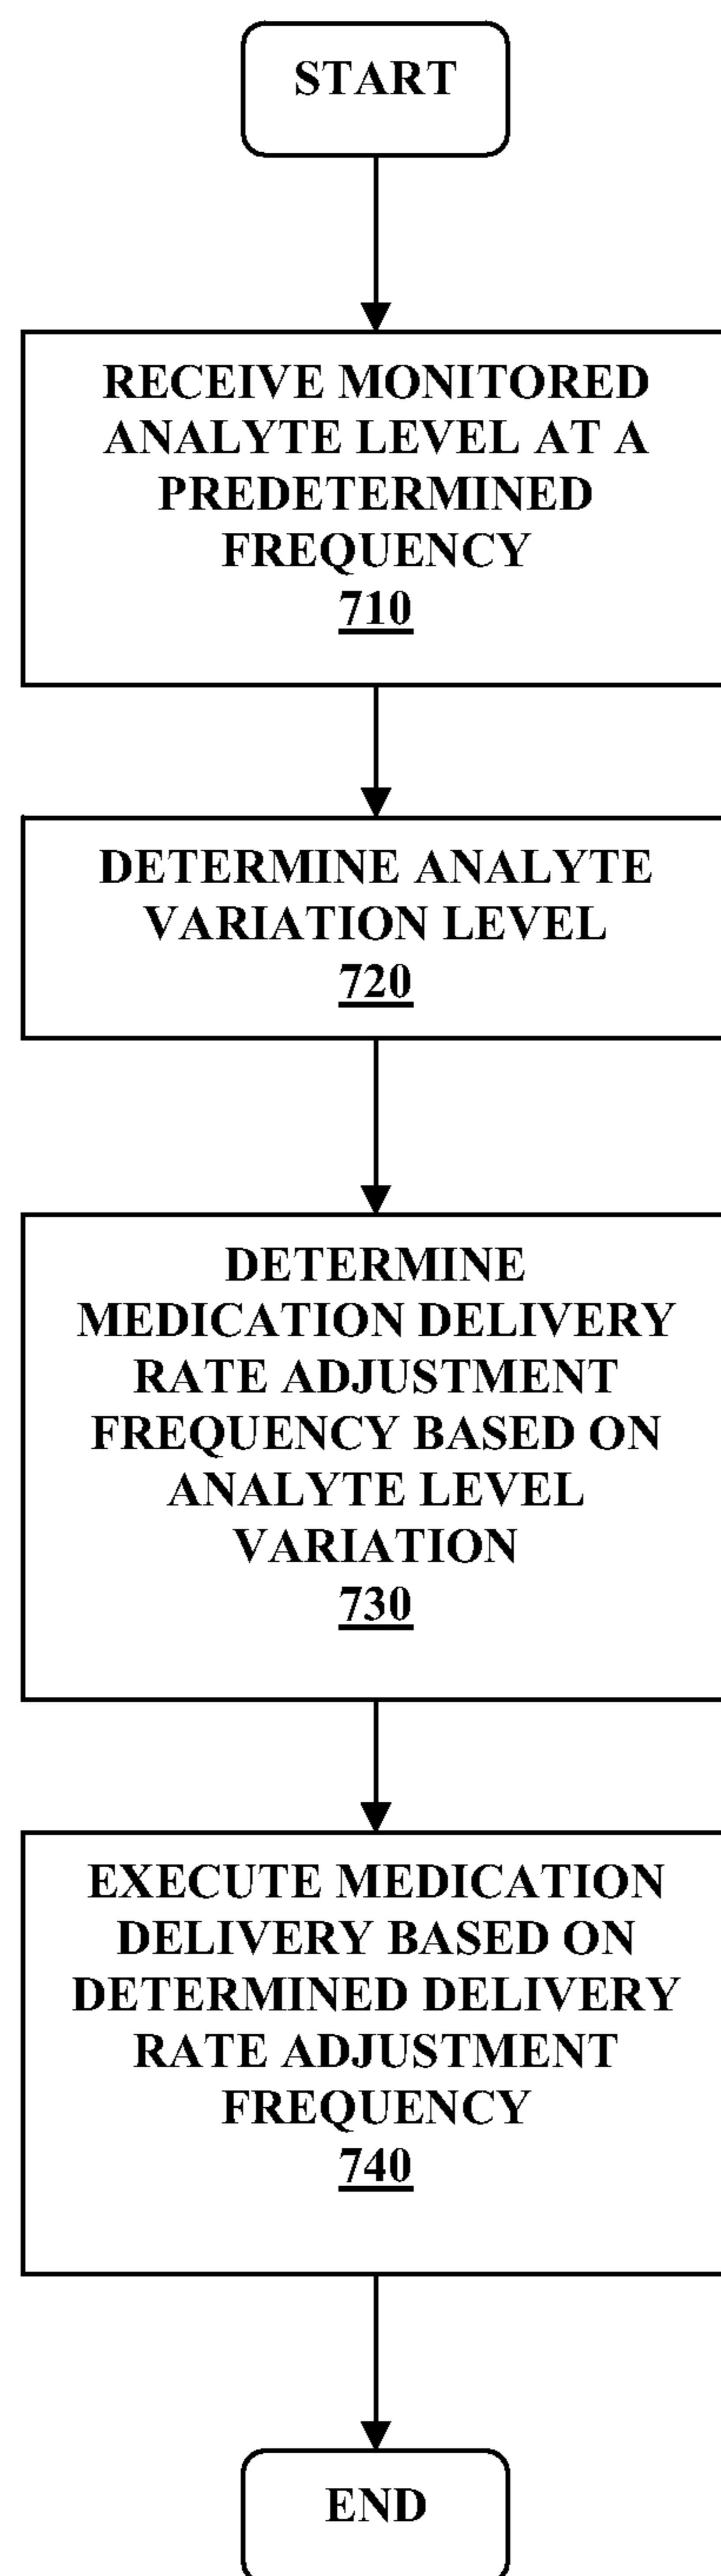 START
RECEIVE MONITORED
ANALYTE LEVEL AT A
PREDETERMINED
FREQUENCY
710
DETERMINE ANALYTE
VARIATION LEVEL
720
DETERMINE
MEDICATION DELIVERY
RATE ADJUSTMENT
FREQUENCY BASED ON
ANALYTE LEVEL
VARIATION
730
EXECUTE MEDICATION
DELIVERY BASED ON
DETERMINED DELIVERY
RATE ADJUSTMENT
FREQUENCY
740
END